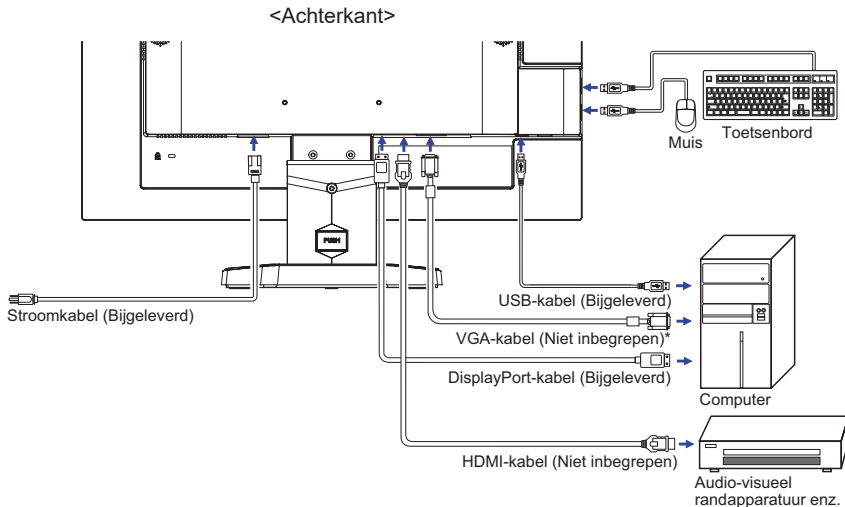 <Achterkant>
Toetsenbord
Muis
PUSH
USB-kabel (Bijgeleverd)
Stroomkabel (Bijgeleverd)
VGA-kabel (Niet inbegrepen)*
DisplayPort-kabel (Bijgeleverd)
Computer
HDMI-kabel (Niet inbegrepen)
Audio-visueel
randapparatuur enz.